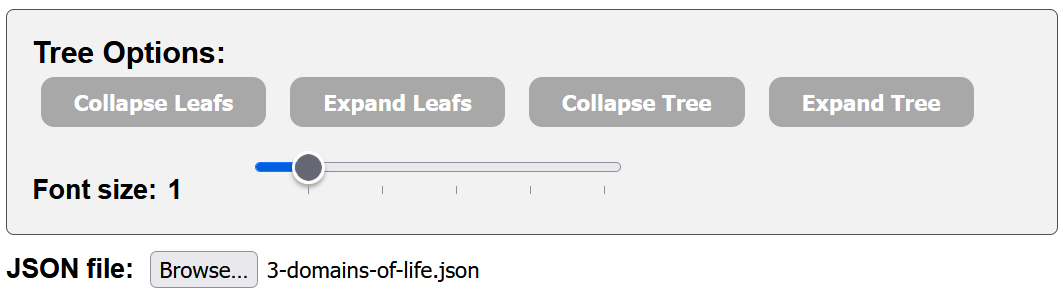 Tree Options:
Collapse Leafs Expand Leafs Collapse Tree Expand Tree
Font size: 1
JSON file: Browse... 3-domains-of-life.json